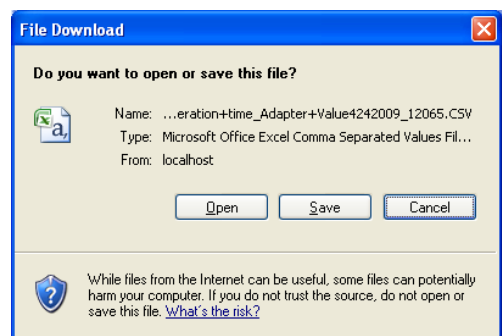 File Download
Do you want to open or save this file?
Name: ...eration+time_Adapter+Value4242009_12065.CSV
Type: Microsoft Office Excel Comma Separated Values Fil...
From: localhost
Open Save Cancel
While files from the Internet can be useful, some files can potentially
harm your computer. If you do not trust the source, do not open or
save this file. What's the risk?